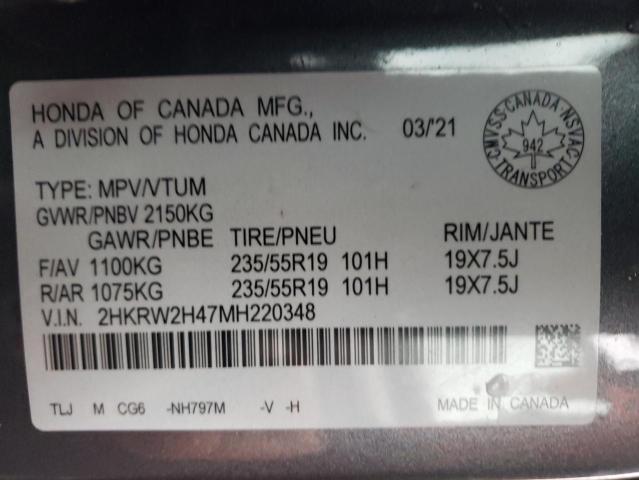 HONDA OF CANADA MFG.,
A DIVISION OF HONDA CANADA INC. 03/'21
CMVSS-CANADA-NSVAC
942
TRANSPORT
TYPE: MPV/VTUM
GVWR/PNBV 2150KG
GAWR/PNBE TIRE/PNEU RIM/JANTE
F/AV 1100KG 235/55R19 101H 19X7.5J
R/AR 1075KG 235/55R19 101H 19X7.5J
V.I.N. 2HKRW2H47MH220348
TLJ M CG6 -NH797M -V -H MADE IN CANADA